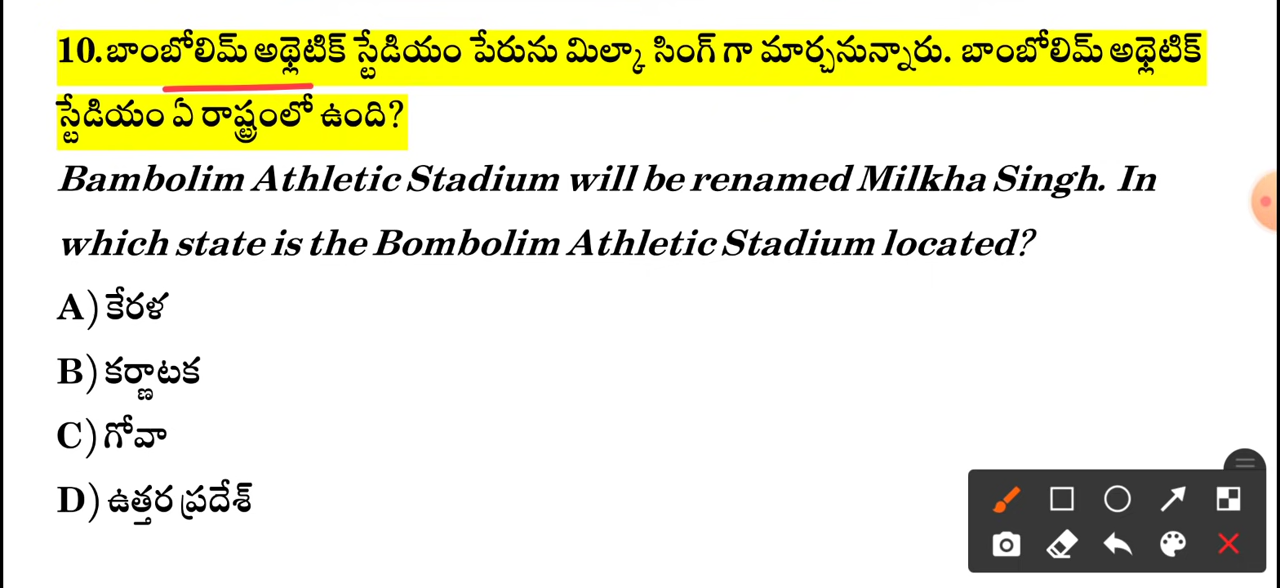 10.బాంబోలిమ్ అథ్లెటిక్ స్టేడియం పేరును మిల్కా సింగ్ గా మార్చనున్నారు. బాంబోలిమ్ అథ్లెటిక్
స్టేడియం ఏ రాష్ట్రంలో ఉంది?
Bambolim Athletic Stadium will be renamed Milkha Singh. In
which state is the Bombolim Athletic Stadium located?
A) కేరళ
B) కర్ణాటక
C) గోవా
D) ఉత్తర ప్రదేశ్